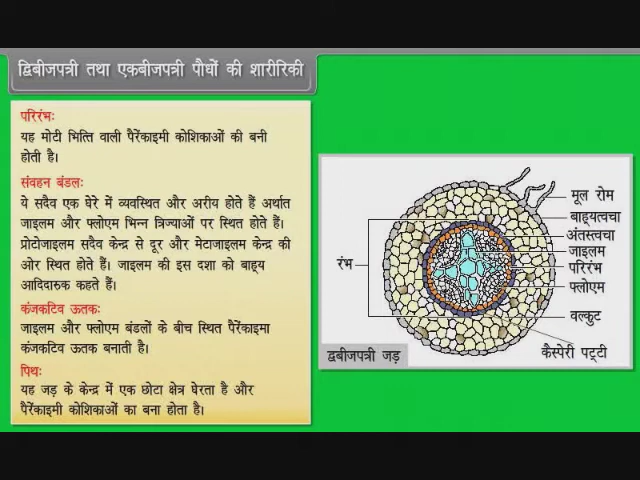 द्विबीजपत्री तथा एकबीजपत्री पौधों की शारीरिकी
परिरंभः
यह मोटी भित्ति वाली पैरेंकाइमी कोशिकाओं की बनी
होती है।
संवहन बंडलः
ये सदैव एक घेरे में व्यवस्थित और अरीय होते हैं अर्थात
जाइलम और फ्लोएम भिन्न त्रिज्याओं पर स्थित होते हैं।
प्रोटोजाइलम सदैव केन्द्र से दूर और मेटाजाइलम केन्द्र की
ओर स्थित होते हैं। जाइलम की इस दशा को बाह्य
आदिदारुक कहते हैं।
कंजकटिव ऊतकः
जाइलम और फ्लोएम बंडलों के बीच स्थित पैरेंकाइमा
कंजकटिव ऊतक बनाती है।
पिथः
यह जड़ के केन्द्र में एक छोटा क्षेत्र घेरता है और
पैरेंकाइमी कोशिकाओं का बना होता है।
मूल रोम
बाह्यत्वचा
अंतस्त्वचा
जाइलम
परिरंभ
फ्लोएम
वल्कुट
कैस्पेरी पट्टी
रंभ
द्वबीजपत्री जड़